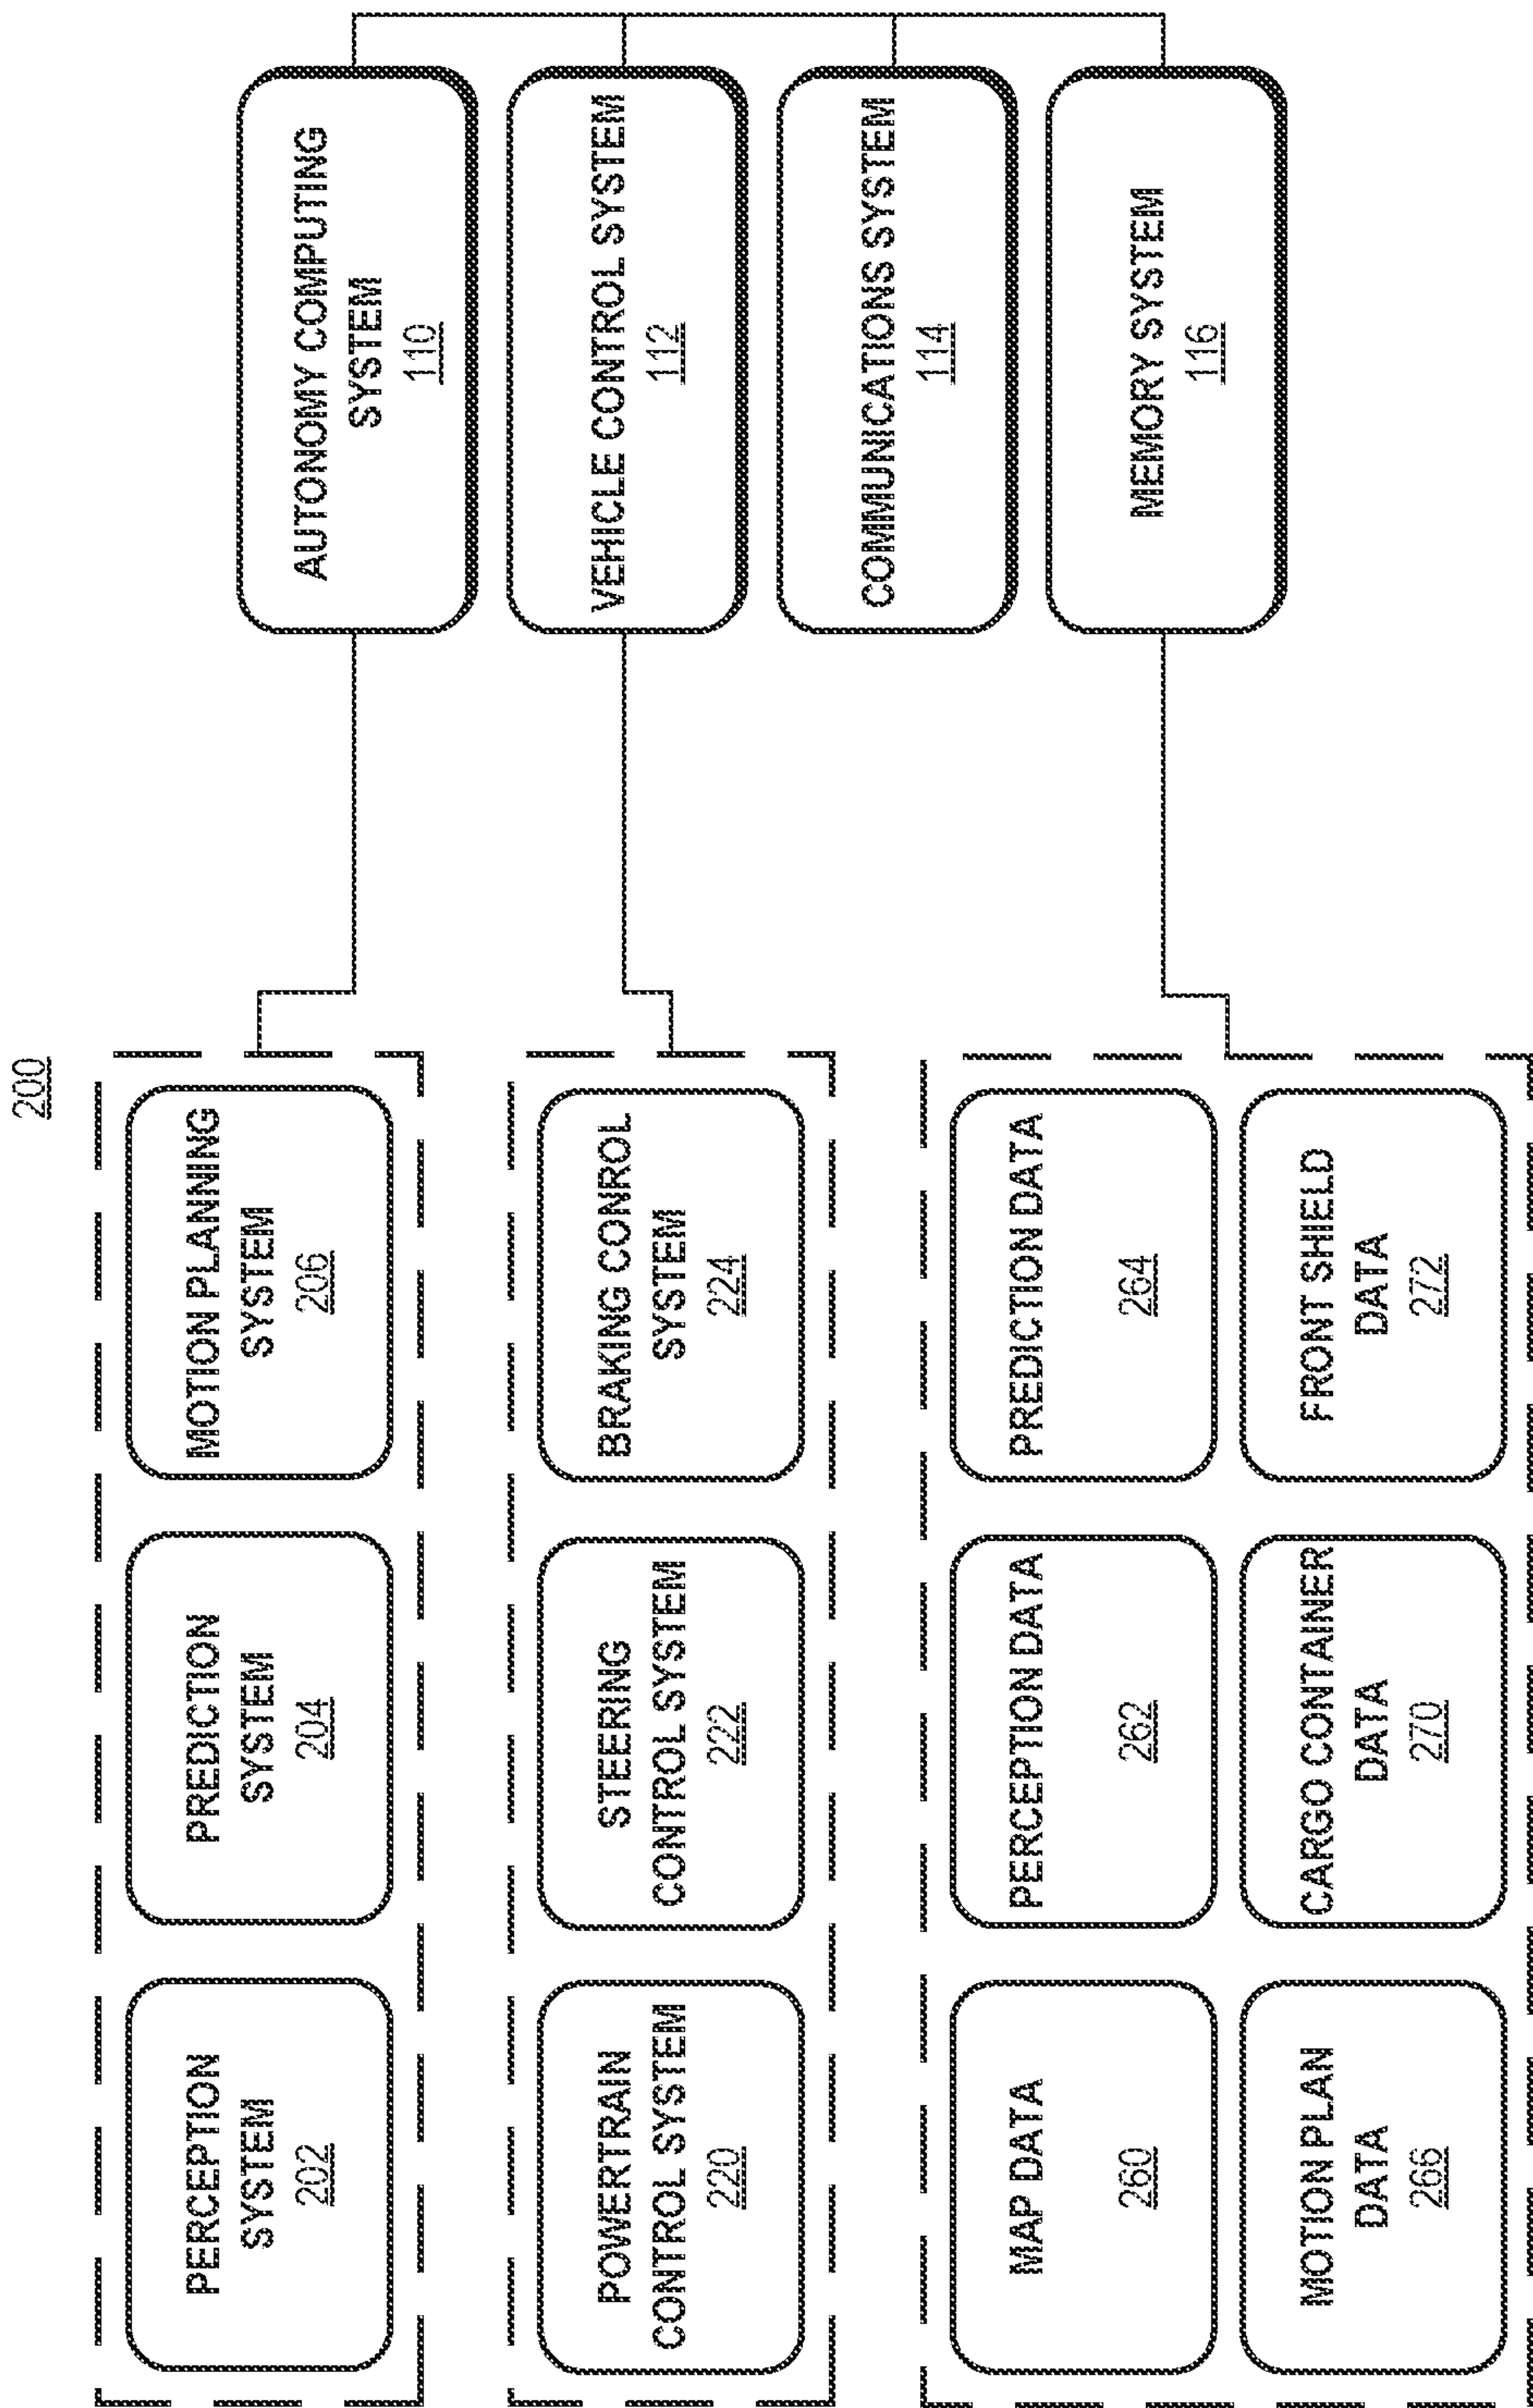 200
PERCEPTION
SYSTEM
202
PREDICTION
SYSTEM
204
MOTION PLANNING
SYSTEM
206
AUTONOMY COMPUTING
SYSTEM
110
POWERTRAIN
CONTROL SYSTEM
220
STEERING
CONTROL SYSTEM
222
BRAKING CONROL
SYSTEM
224
VEHICLE CONTROL SYSTEM
112
COMMUNICATIONS SYSTEM
114
MAP DATA
260
PERCEPTION DATA
262
PREDICTION DATA
264
MEMORY SYSTEM
116
MOTION PLAN
DATA
266
CARGO CONTAINER
DATA
270
FRONT SHIELD
DATA
272